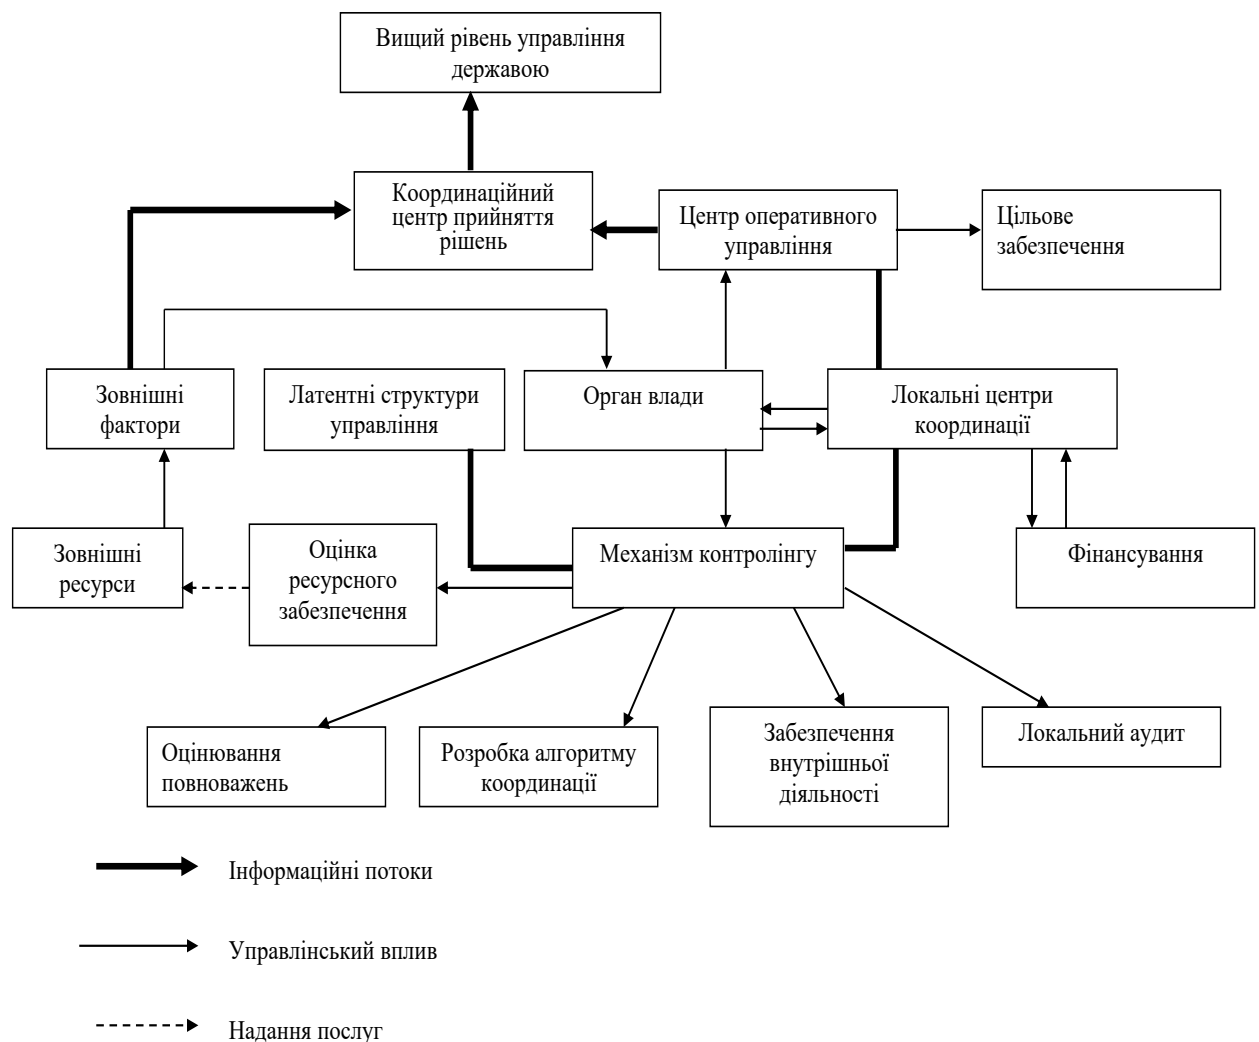 Вищий рівень управління
державою
Координаційний
центр прийняття
рішень
Центр оперативного
управління
Цільове
забезпечення
Зовнішні
фактори
Латентні структури
управління
Орган влади
Локальні центри
координації
Зовнішні
ресурси
Оцінка
ресурсного
забезпечення
Механізм контролінгу
Фінансування
Оцінювання
повноважень
Розробка алгоритму
координації
Забезпечення
внутрішньої
діяльності
Локальний аудит
Інформаційні потоки
Управлінський вплив
Надання послуг